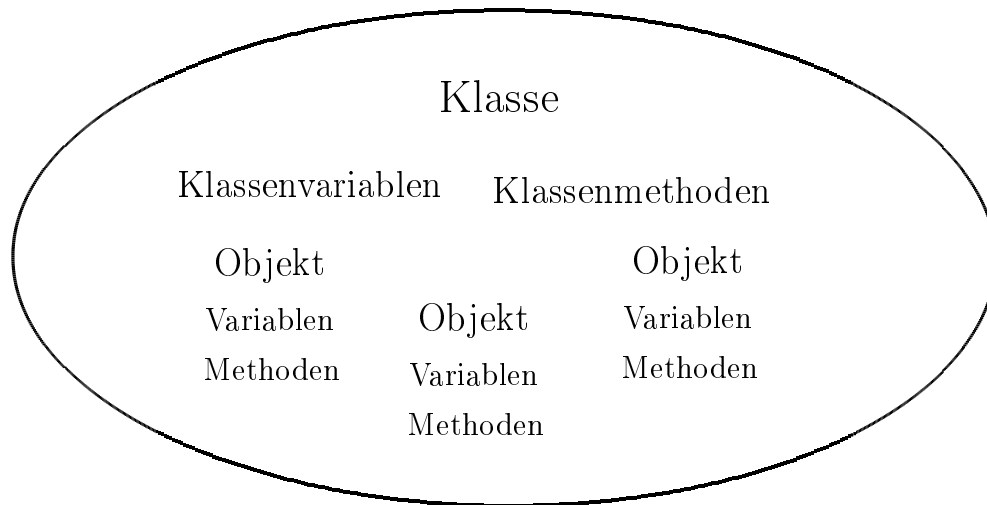 Klasse
Klassenvariablen
Klassenmethoden
Objekt
Variablen
Methoden
Objekt
Variablen
Methoden
Objekt
Variablen
Methoden